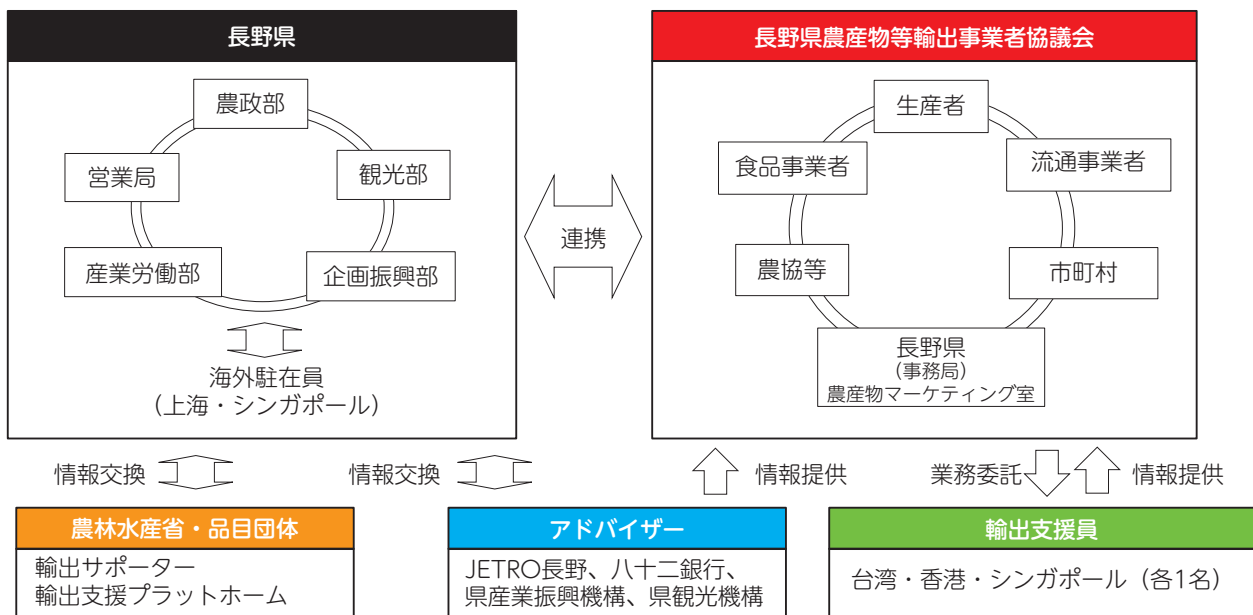 長野県
農政部
営業局
観光部
産業労働部
企画振興部
海外駐在員
（上海・シンガポール）
連携
長野県農産物等輸出事業者協議会
生産者
食品事業者
流通事業者
農協等
市町村
長野県
（事務局）
農産物マーケティング室
情報交換
情報交換
情報提供
業務委託
情報提供
農林水産省・品目団体
輸出サポーター
輸出支援プラットホーム
アドバイザー
JETRO長野、八十二銀行、
県産業振興機構、県観光機構
輸出支援員
台湾・香港・シンガポール（各1名）